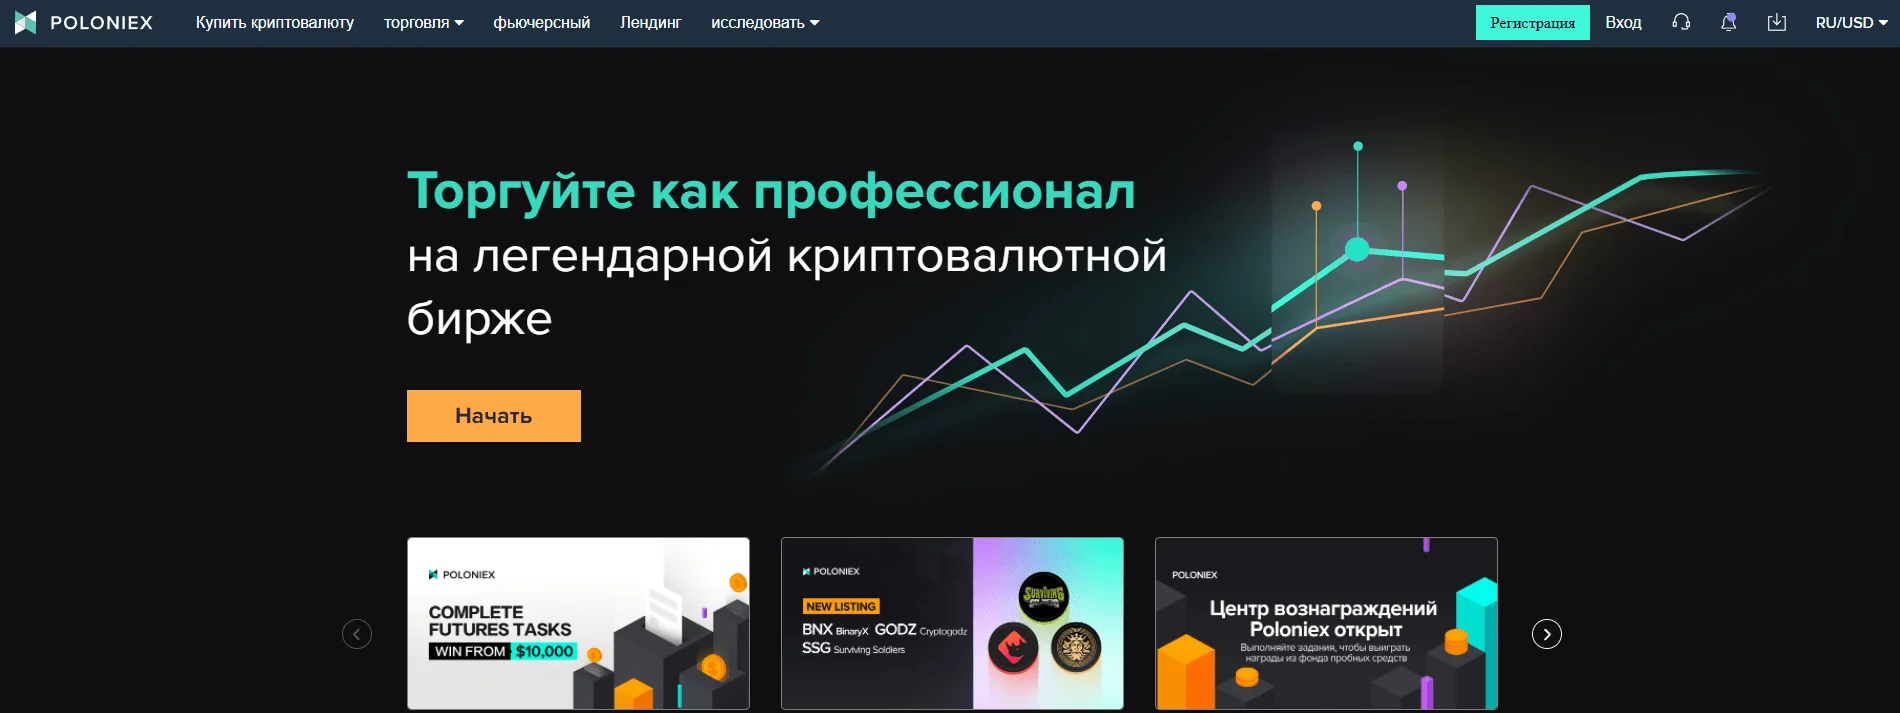 POLONIEX Купить криптовалюту торговля фьючерсный Лендинг исследовать Регистрация Вход RU/USD
Торгуйте как профессионал
на легендарной криптовалютной
бирже
Начать
POLONIEX
COMPLETE
FUTURES TASKS
WIN FROM $10,000
POLONIEX
NEW LISTING
BNX BinaryX GODZ Cryptogodz
SSG Surviving Soldiers
SURVIVING
POLONIEX
Центр вознаграждений
Poloniex открыт
Выполняйте задания, чтобы выиграть
награды из фонда пробных средств